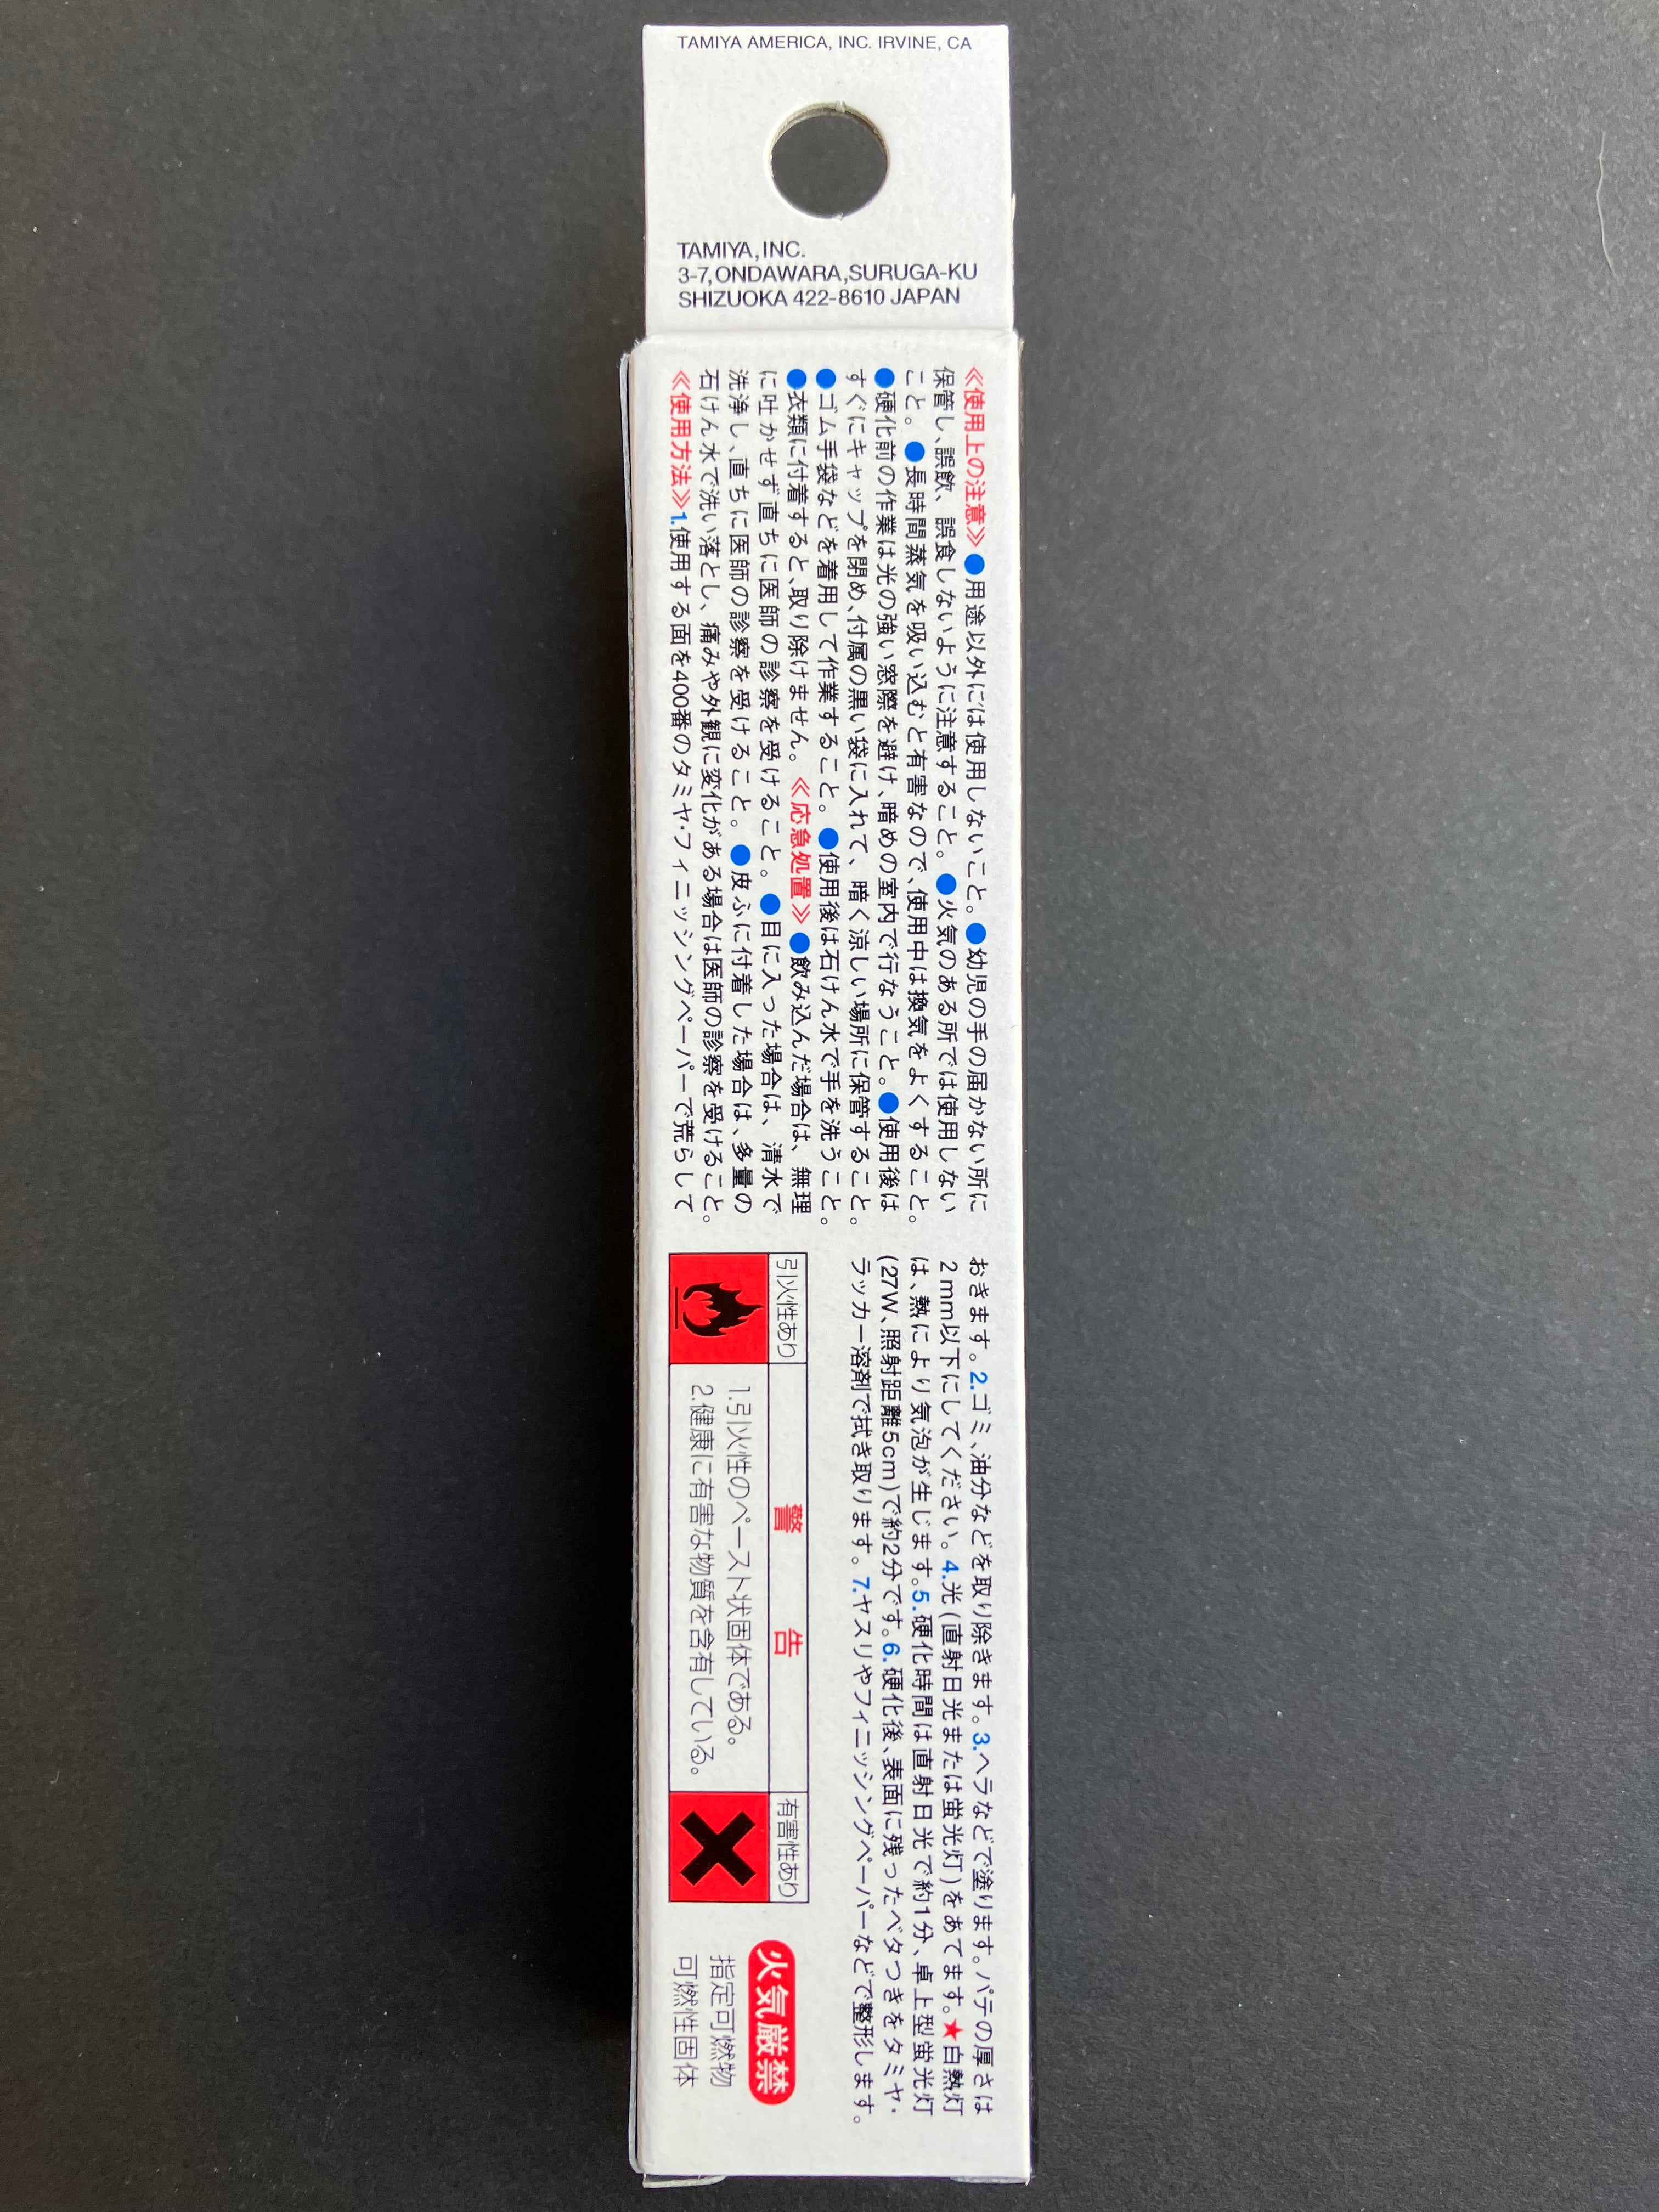 TAMIYA AMERICA, INC. IRVINE, CA
TAMIYA, INC.
3-7, ONDAWARA, SURUGA-KU
SHIZUOKA 422-8610 JAPAN
≪使用上の注意≫●用途以外には使用しないこと。●幼児の手の届かない所に
保管し、誤飲、誤食しないように注意すること。●火気のある所では使用しない
こと。●長時間蒸気を吸い込むと有害なので、使用中は換気をよくすること。
●硬化前の作業は光の強い窓際を避け、暗めの室内で行なうこと。●使用後は
すぐにキャップを閉め、付属の黒い袋に入れて、暗く涼しい場所に保管すること。
●ゴム手袋などを着用して作業すること。●使用後は石けん水で手を洗うこと。
●衣類に付着すると、取り除けません。≪応急処置≫●飲み込んだ場合は、無理
に吐かせず直ちに医師の診察を受けること。●目に入った場合は、清水で
洗浄し、直ちに医師の診察を受けること。●皮ふに付着した場合は、多量の
石けん水で洗い落とし、痛みや外観に変化がある場合は医師の診察を受けること。
≪使用方法≫1.使用する面を400番のタミヤ・フィニッシングペーパーで荒らして
おきます。2.ゴミ、油分などを取り除きます。3.ヘラなどで塗ります。パテの厚さは
2mm以下にしてください。4.光(直射日光または蛍光灯)をあてます。★白熱灯
は、熱により気泡が生じます。5.硬化時間は直射日光で約1分、卓上型蛍光灯
(27W、照射距離5cm)で約2分です。6.硬化後、表面に残ったベタつきをタミヤ・
ラッカー溶剤で拭き取ります。7.ヤスリやフィニッシングペーパーなどで整形します。
引火性あり
警告
有害性あり
1.引火性のペースト状固体である。
2.健康に有害な物質を含有している。
火気厳禁
指定可燃物
可燃性固体